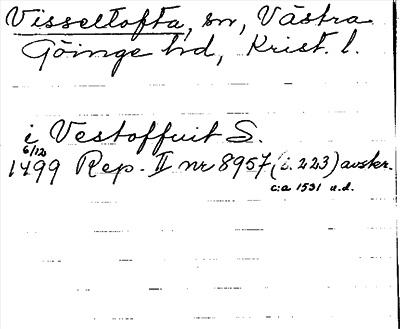 Visseltofta, sn, Västra
Göinge hd, Krist. l.
i Vestoffuit S.
6/12
1499 Rep. II nr 8957 (i. 223) avskr.
c:a 1531 u.d.